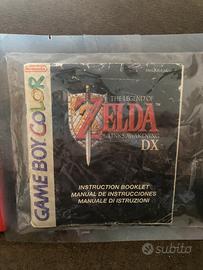 GAME BOY COLOR
THE LEGEND OF
ZELDA
LINK'S AWAKENING
DX
INSTRUCTION BOOKLET
MANUAL DE INSTRUCCIONES
MANUALE DI ISTRUZIONI
subito